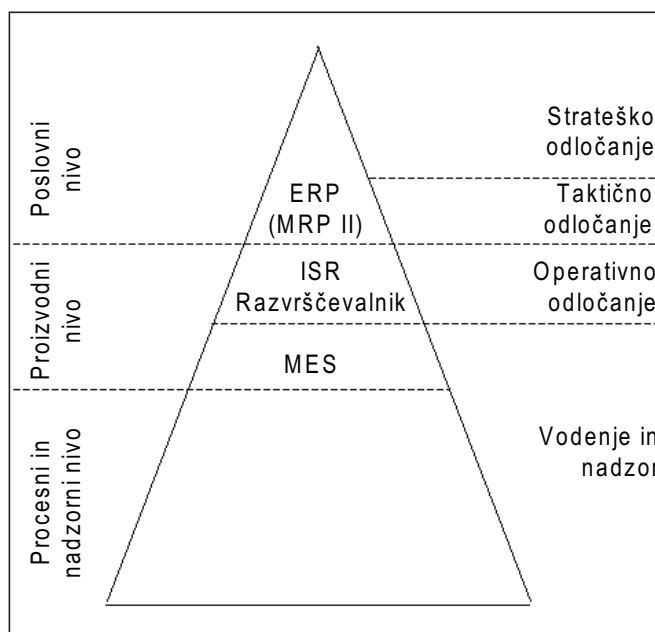 Poslovni
nivo
ERP
(MRP II)
Strateško
odločanje
Taktično
odločanje
Proizvodni
nivo
ISR
Razvrščevalnik
MES
Operativno
odločanje
Procesni in
nadzorni nivo
Vodenje in
nadzor